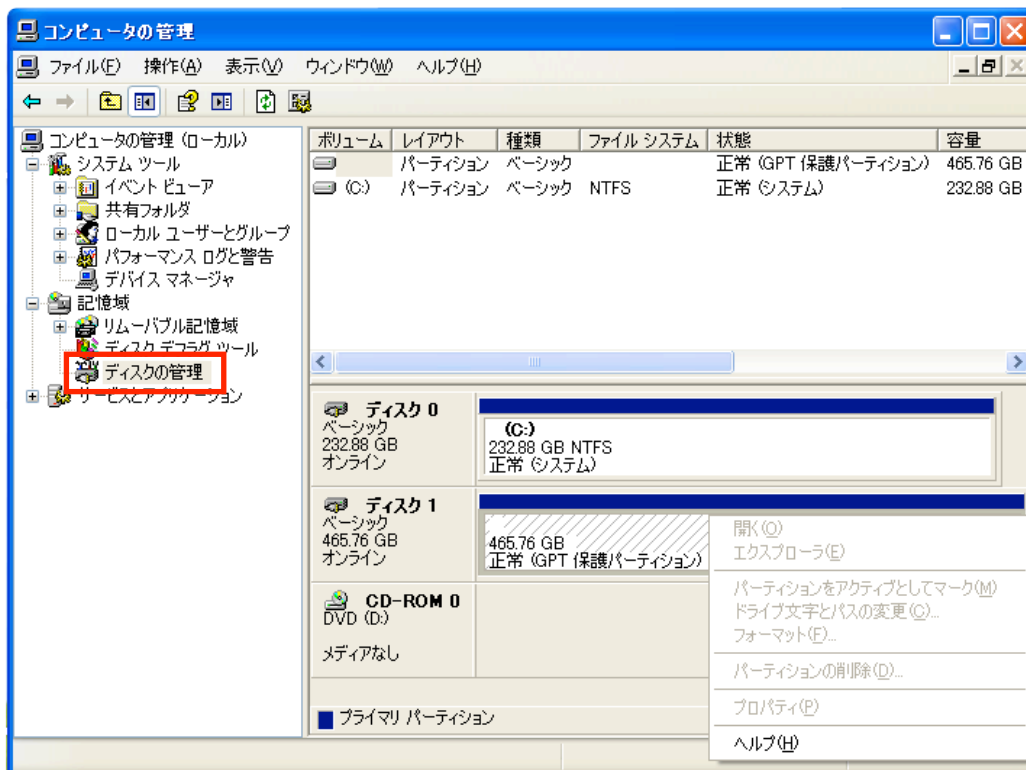 コンピュータの管理
ファイル(F) 操作(A) 表示(V) ウィンドウ(W) ヘルプ(H)
コンピュータの管理 (ローカル)
システム ツール
イベント ビューア
共有フォルダ
ローカル ユーザーとグループ
パフォーマンス ログと警告
デバイス マネージャ
記憶域
リムーバブル記憶域
ディスク デフラグ ツール
ディスクの管理
サービスとアプリケーション
ボリューム レイアウト 種類 ファイル システム 状態 容量
パーティション ベーシック 正常 (GPT 保護パーティション) 465.76 GB
(C:) パーティション ベーシック NTFS 正常 (システム) 232.88 GB
ディスク 0
ベーシック
232.88 GB
オンライン
(C:)
232.88 GB NTFS
正常 (システム)
ディスク 1
ベーシック
465.76 GB
オンライン
465.76 GB
正常 (GPT 保護パーティション)
CD-ROM 0
DVD (D:)
メディアなし
プライマリ パーティション
開く(O)
エクスプローラ(E)
パーティションをアクティブとしてマーク(M)
ドライブ文字とパスの変更(C)...
フォーマット(F)...
パーティションの削除(D)...
プロパティ(P)
ヘルプ(H)